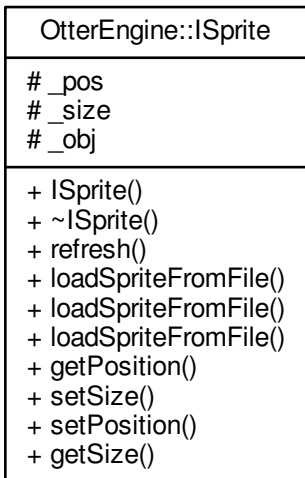 OtterEngine::ISprite
# _pos
# _size
# _obj
+ ISprite()
+ ~ISprite()
+ refresh()
+ loadSpriteFromFile()
+ loadSpriteFromFile()
+ loadSpriteFromFile()
+ getPosition()
+ setSize()
+ setPosition()
+ getSize()